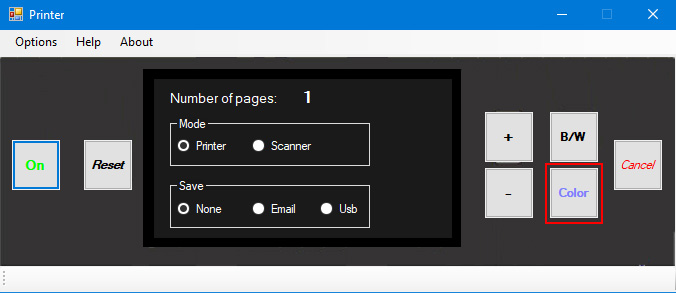 Printer
Options Help About
Number of pages: 1
Mode
Printer Scanner
Save
None Email Usb
On
Reset
+
B/W
-
Color
Cancel